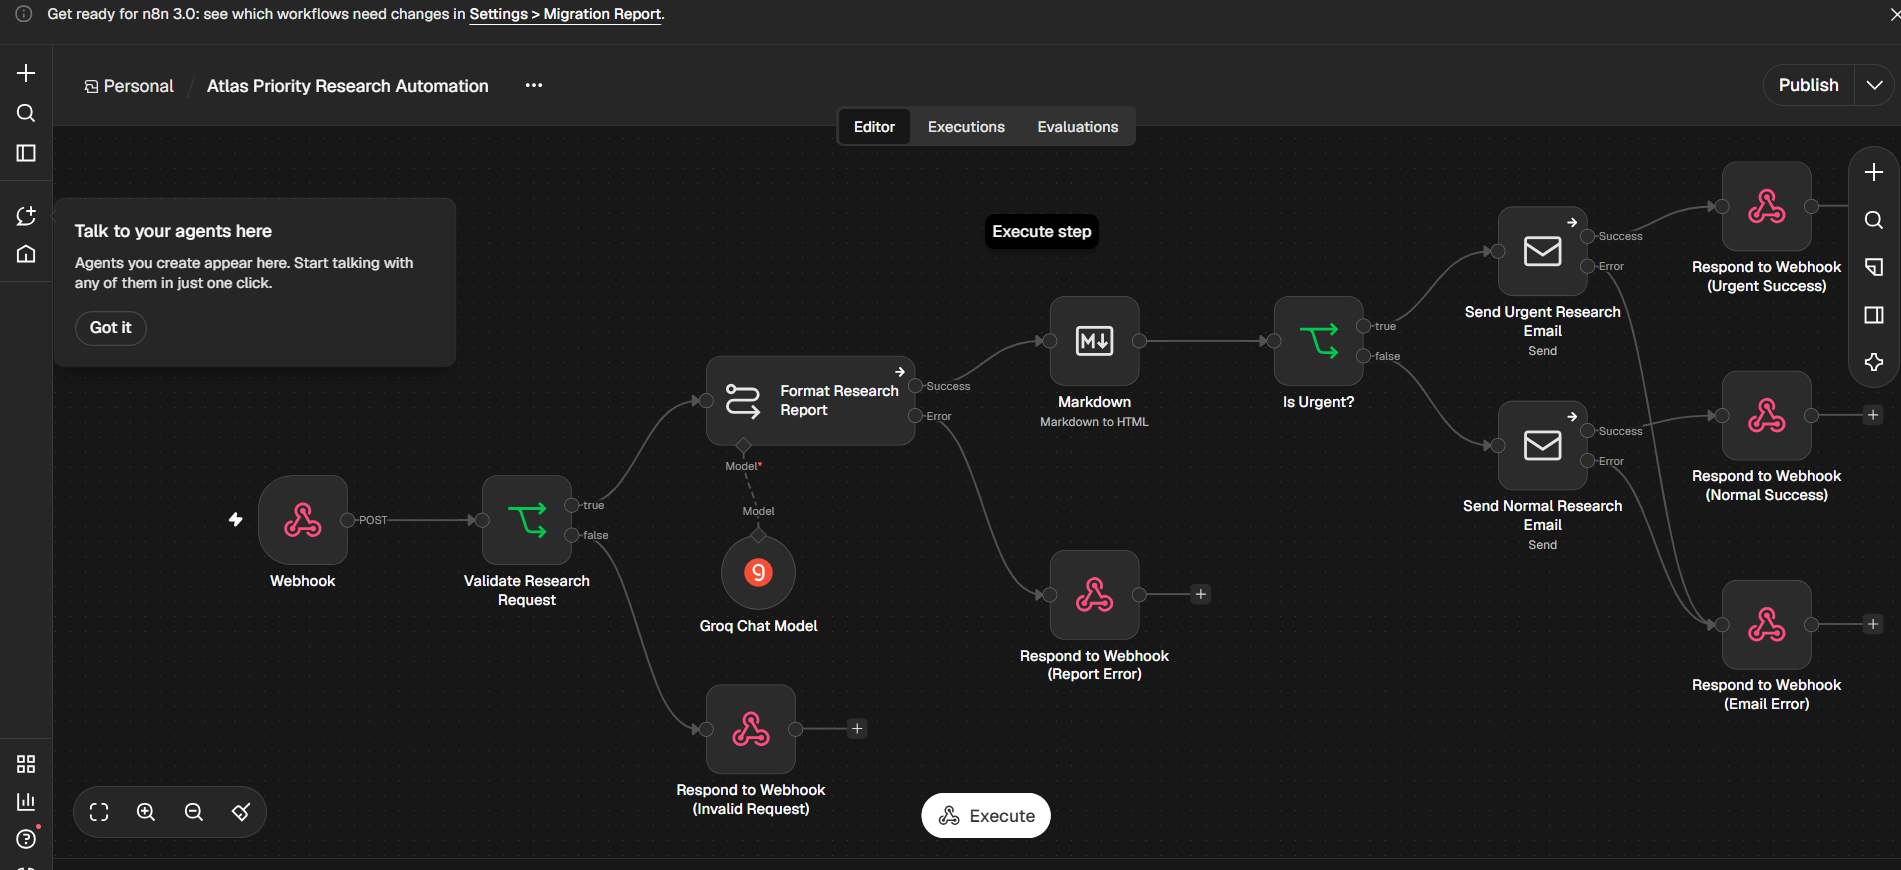 Get ready for n8n 3.0: see which workflows need changes in Settings > Migration Report.
Personal / Atlas Priority Research Automation
Publish
Editor
Executions
Evaluations
Talk to your agents here
Agents you create appear here. Start talking with
any of them in just one click.
Got it
Execute step
Webhook
POST
Validate Research
Request
true
false
Format Research
Report
Success
Error
Model*
Model
Groq Chat Model
Respond to Webhook
(Invalid Request)
Markdown
Markdown to HTML
Respond to Webhook
(Report Error)
Is Urgent?
true
false
Send Urgent Research
Email
Send
Success
Error
Send Normal Research
Email
Send
Success
Error
Respond to Webhook
(Urgent Success)
Respond to Webhook
(Normal Success)
Respond to Webhook
(Email Error)
Execute